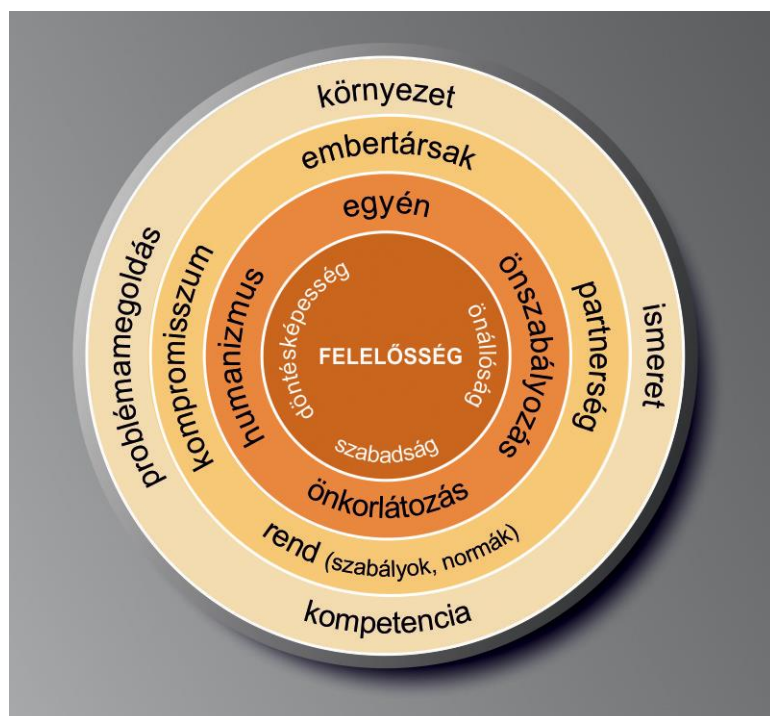 környezet
embertársak
egyén
problémamegoldás
kompromisszum
humanizmus
döntésképesség
FELELŐSSÉG
önállóság
önszabályozás
partnerség
ismeret
szabadság
önkorlátozás
rend (szabályok, normák)
kompetencia